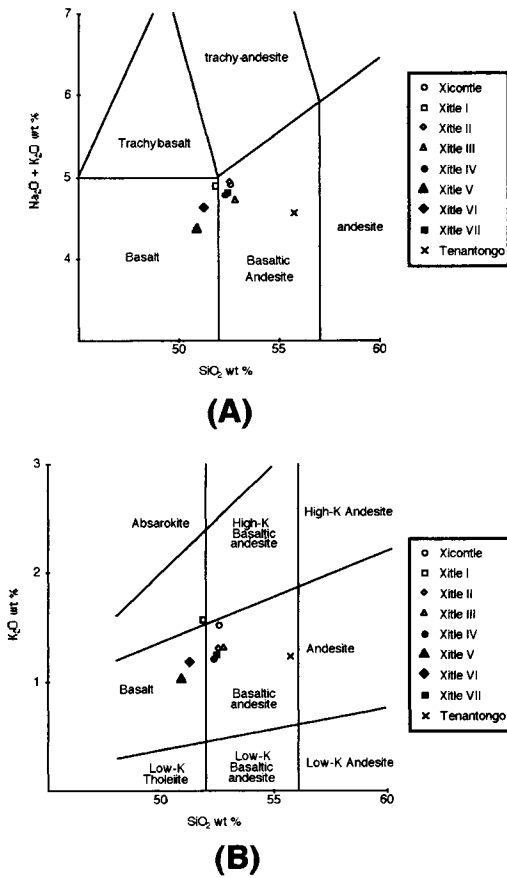 7
6
5
4
Na₂O + K₂O wt %
trachy-andesite
Trachybasalt
Basalt
Basaltic
Andesite
andesite
50
55
60
SiO₂ wt %
Xicontle
Xitle I
Xitle II
Xitle III
Xitle IV
Xitle V
Xitle VI
Xitle VII
Tenantongo
(A)
3
2
1
K₂O wt %
Absarokite
High-K
Basaltic
andesite
High-K Andesite
Basalt
Basaltic
andesite
Andesite
Low-K
Tholeiite
Low-K
Basaltic
andesite
Low-K Andesite
50
55
60
SiO₂ wt %
Xicontle
Xitle I
Xitle II
Xitle III
Xitle IV
Xitle V
Xitle VI
Xitle VII
Tenantongo
(B)